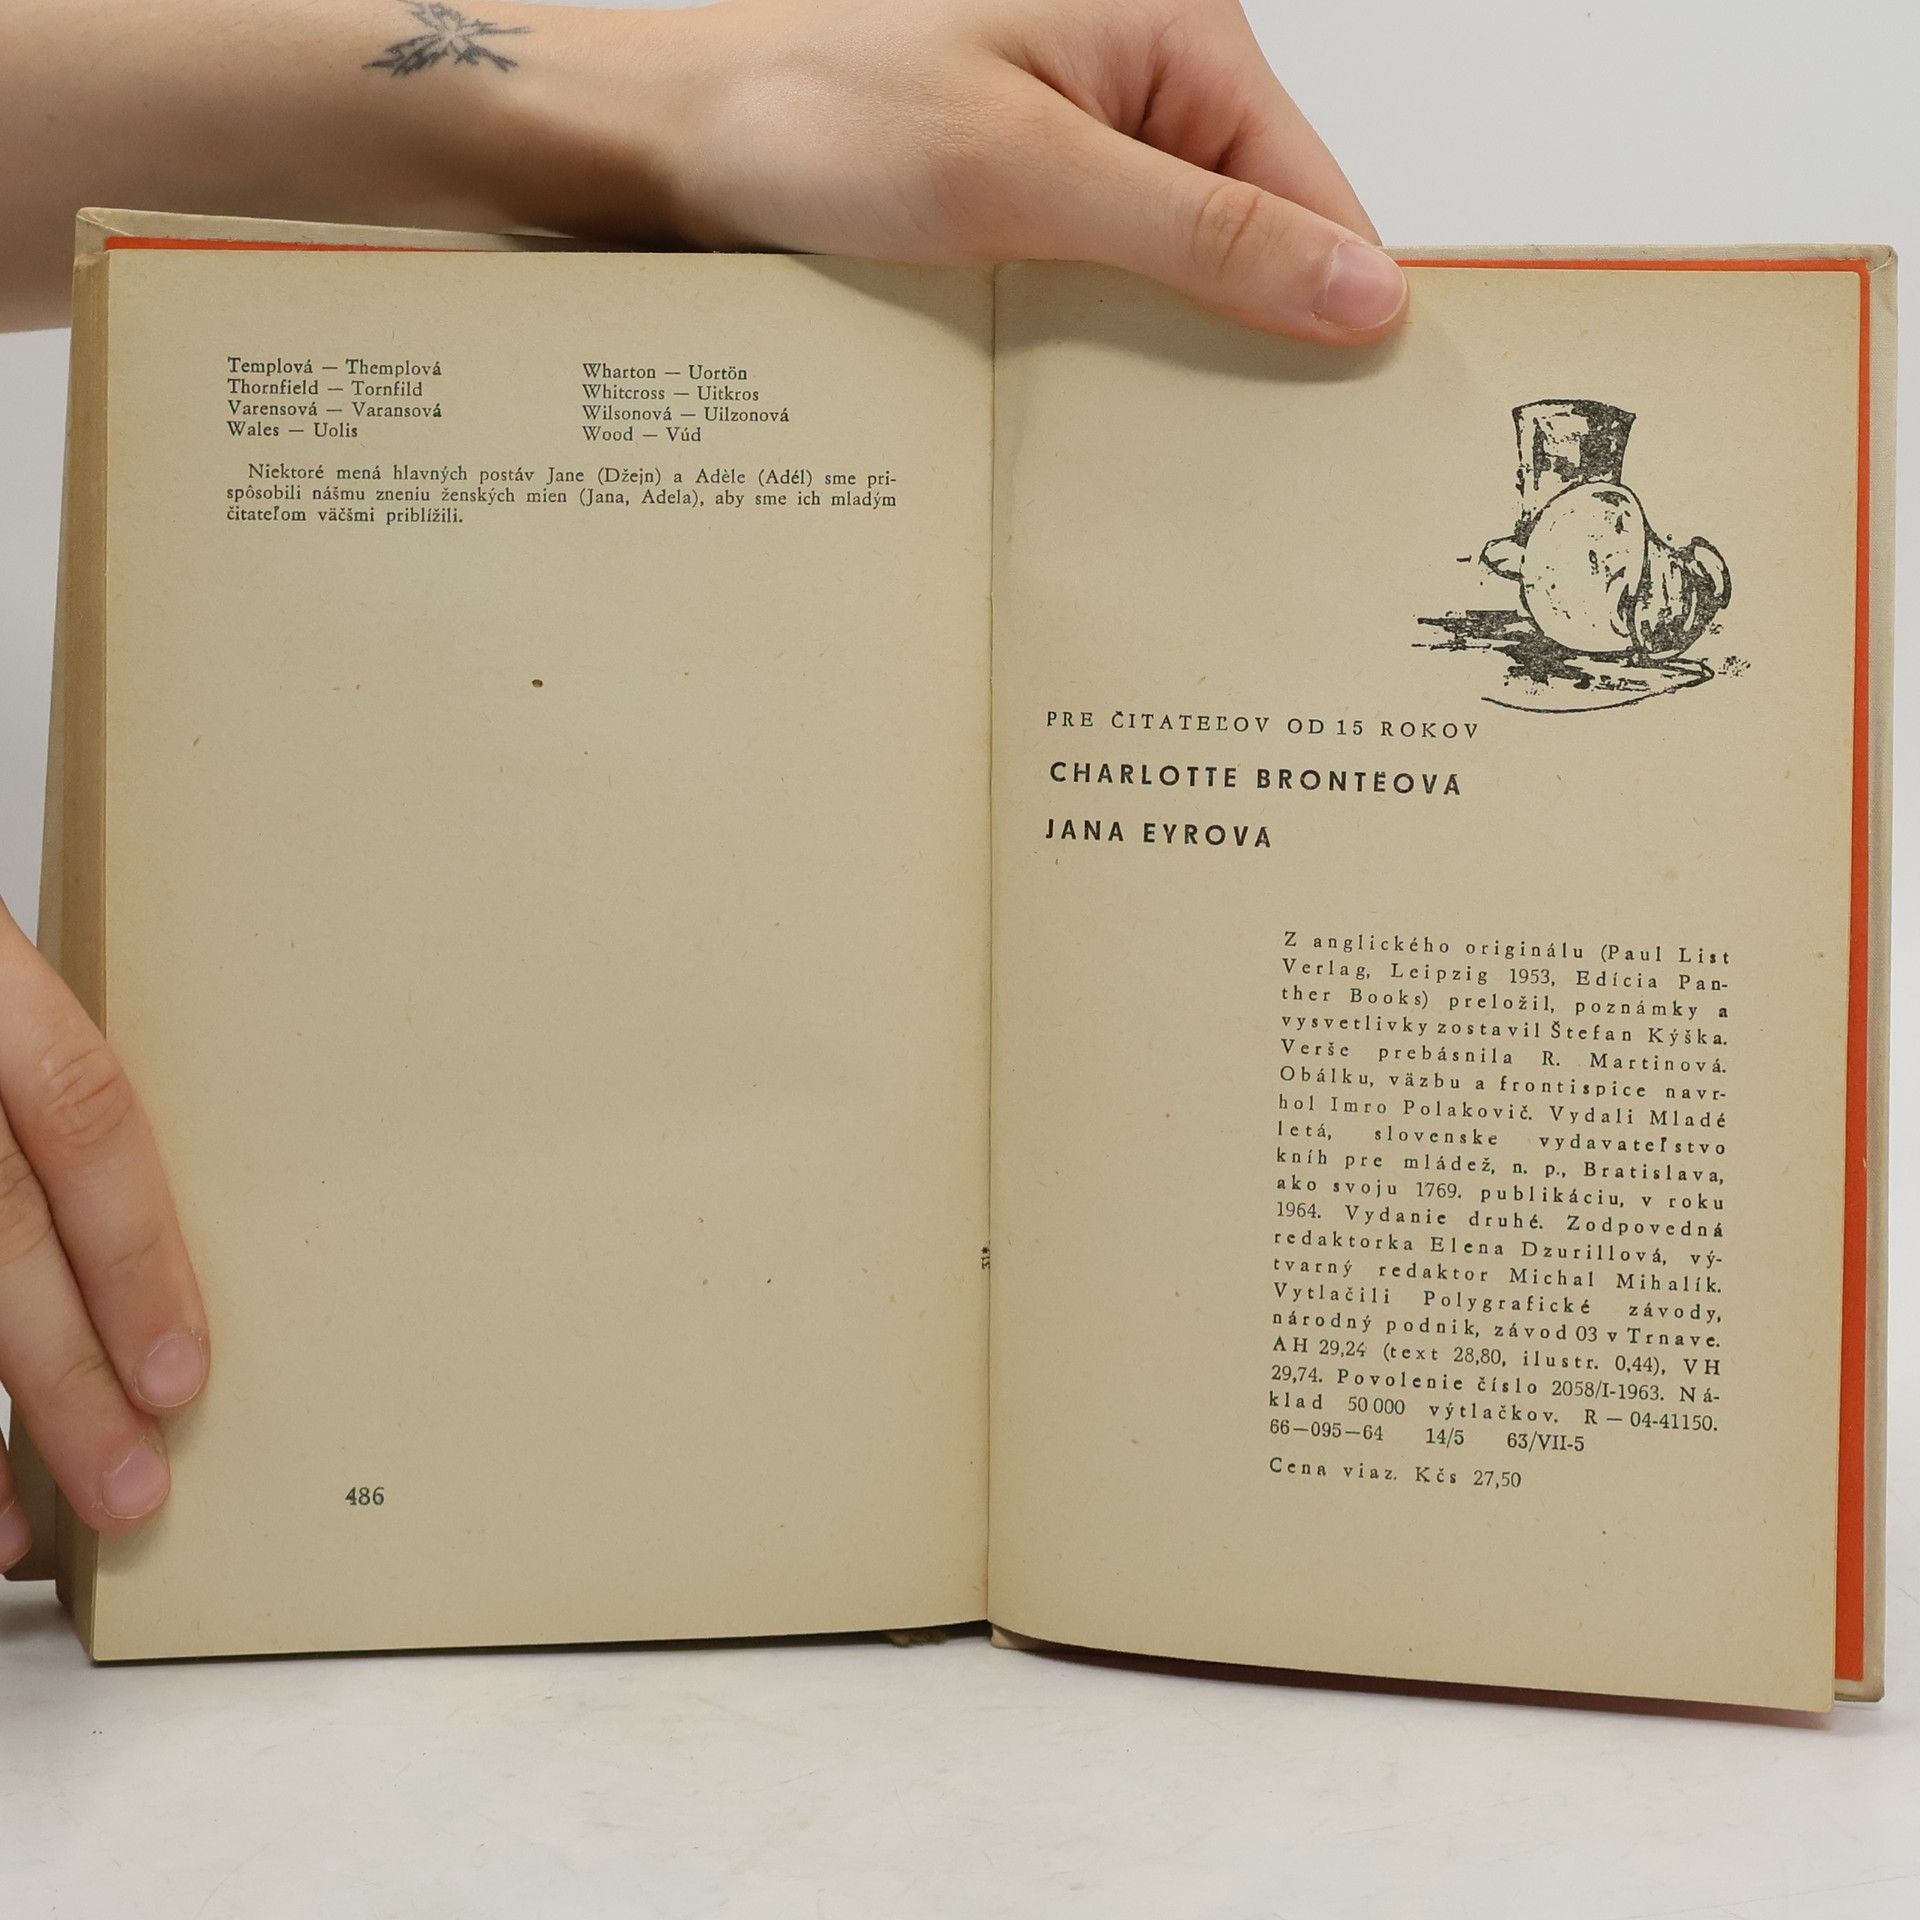 Templová — Themplová
Thornfield — Tornfild
Varensová — Varansová
Wales — Uolis
Wharton — Uortön
Whitcross — Uitkros
Wilsonová — Uilzonová
Wood — Vúd
Niektoré mená hlavných postáv Jane (Džejn) a Adèle (Adél) sme pri-
spôsobili nášmu zneniu ženských mien (Jana, Adela), aby sme ich mladým
čitateľom väčšmi priblížili.
486
31*
PRE ČITATEĽOV OD 15 ROKOV
CHARLOTTE BRONTËOVÁ
JANA EYROVÁ
Z anglického originálu (Paul List
Verlag, Leipzig 1953, Edícia Pan-
ther Books) preložil, poznámky a
vysvetlivky zostavil Štefan Kýška.
Verše prebásnila R. Martinová.
Obálku, väzbu a frontispice navr-
hol Imro Polakovič. Vydali Mladé
letá, slovenske vydavateľstvo
kníh pre mládež, n. p., Bratislava,
ako svoju 1769. publikáciu, v roku
1964. Vydanie druhé. Zodpovedná
redaktorka Elena Dzurillová, vý-
tvarný redaktor Michal Mihalík.
Vytlačili Polygrafické závody,
národný podnik, závod 03 v Trnave.
AH 29,24 (text 28,80, ilustr. 0,44), VH
29,74. Povolenie číslo 2058/I-1963. Ná-
klad 50 000 výtlačkov. R — 04-41150.
66—095—64 14/5 63/VII-5
Cena viaz. Kčs 27,50